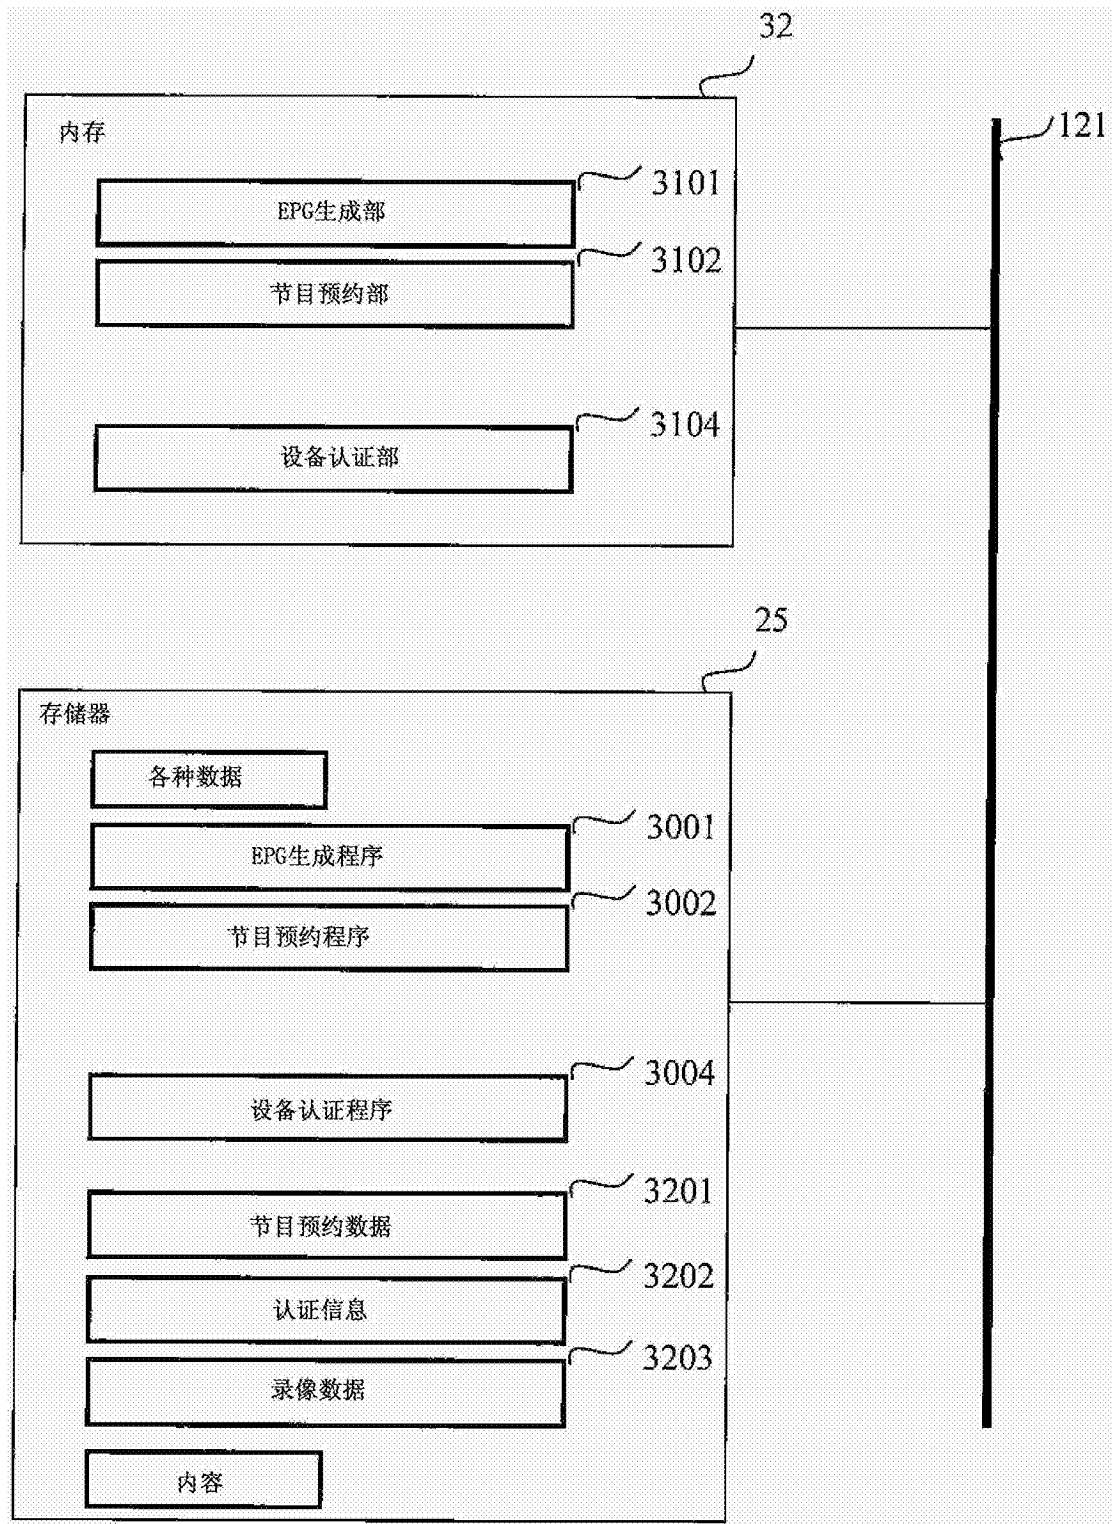 32
121
内存
3101
EPG生成部
3102
节目预约部
3104
设备认证部
25
存储器
各种数据
3001
EPG生成程序
3002
节目预约程序
3004
设备认证程序
3201
节目预约数据
3202
认证信息
3203
录像数据
内容